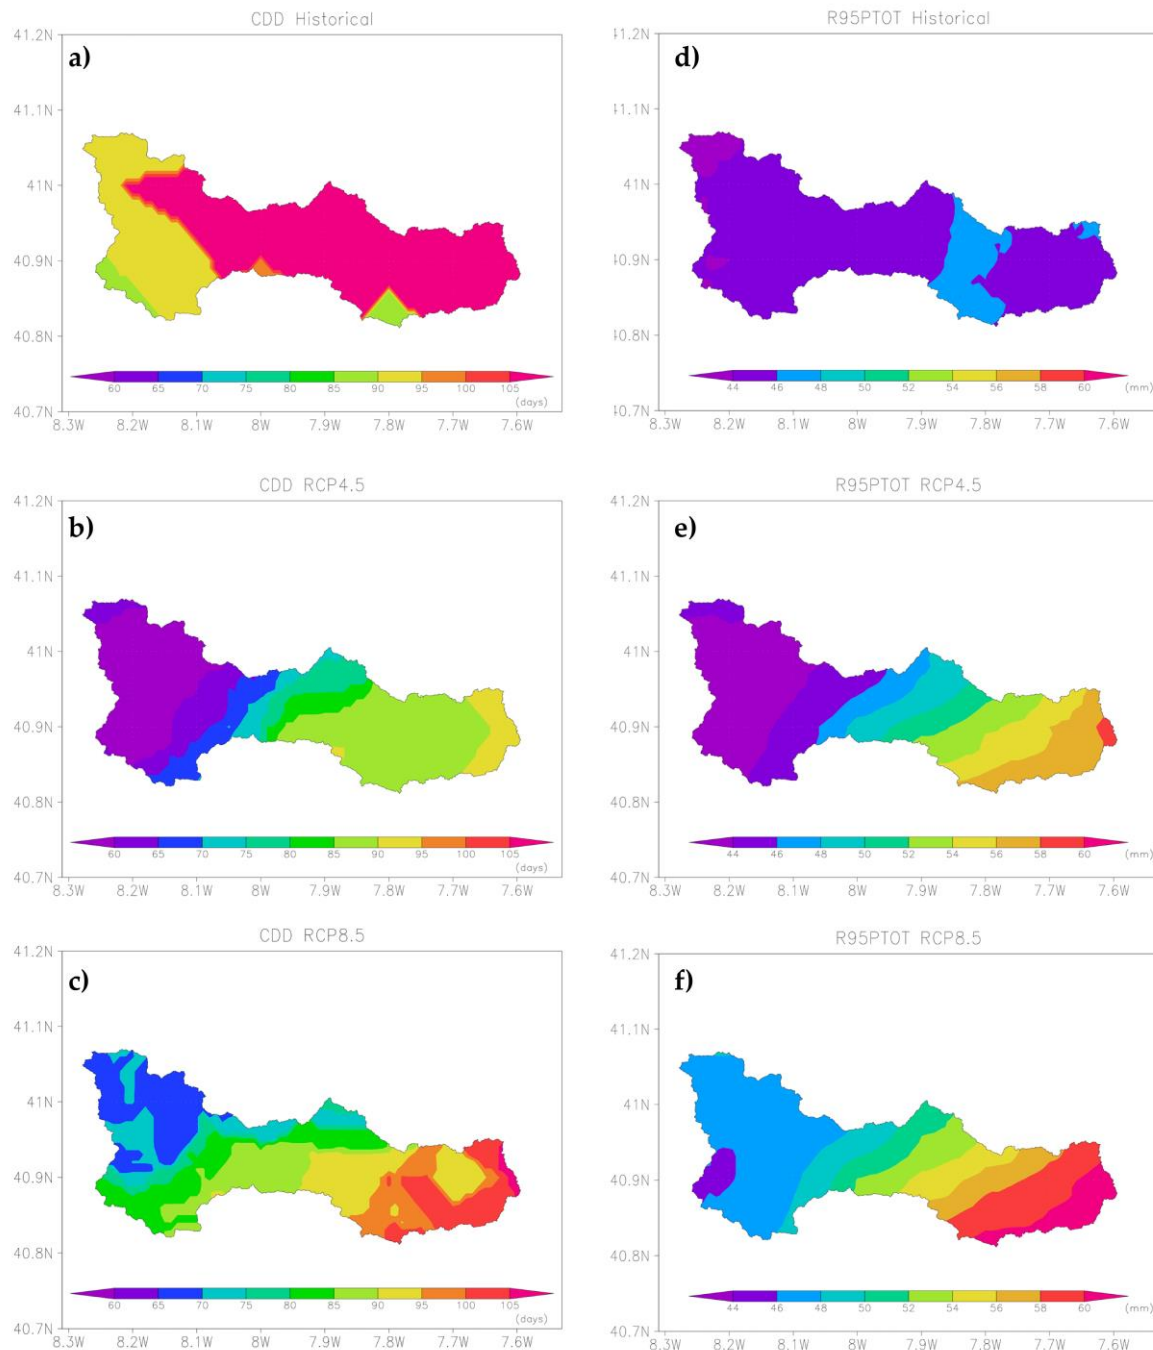 CDD Historical
a)
41.2N
41.1N
41N
40.9N
40.8N
40.7N
60 65 70 75 80 85 90 95 100 105
(days)
8.3W 8.2W 8.1W 8W 7.9W 7.8W 7.7W 7.6W
R95PTOT Historical
d)
41.2N
41.1N
41N
40.9N
40.8N
40.7N
44 46 48 50 52 54 56 58 60 (mm)
8.3W 8.2W 8.1W 8W 7.9W 7.8W 7.7W 7.6W
CDD RCP4.5
b)
41.2N
41.1N
41N
40.9N
40.8N
40.7N
60 65 70 75 80 85 90 95 100 105
(days)
8.3W 8.2W 8.1W 8W 7.9W 7.8W 7.7W 7.6W
R95PTOT RCP4.5
e)
41.2N
41.1N
41N
40.9N
40.8N
40.7N
44 46 48 50 52 54 56 58 60 (mm)
8.3W 8.2W 8.1W 8W 7.9W 7.8W 7.7W 7.6W
CDD RCP8.5
c)
41.2N
41.1N
41N
40.9N
40.8N
40.7N
60 65 70 75 80 85 90 95 100 105
(days)
8.3W 8.2W 8.1W 8W 7.9W 7.8W 7.7W 7.6W
R95PTOT RCP8.5
f)
41.2N
41.1N
41N
40.9N
40.8N
40.7N
44 46 48 50 52 54 56 58 60 (mm)
8.3W 8.2W 8.1W 8W 7.9W 7.8W 7.7W 7.6W